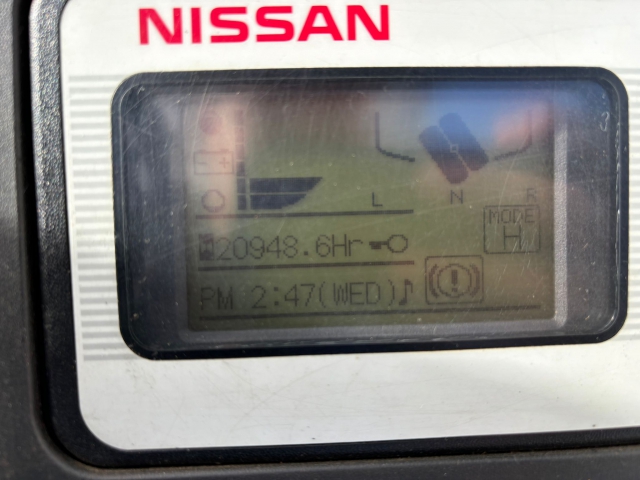 NISSAN
L N R
20948.6Hr
MODE
H
PM 2:47(WED)♪